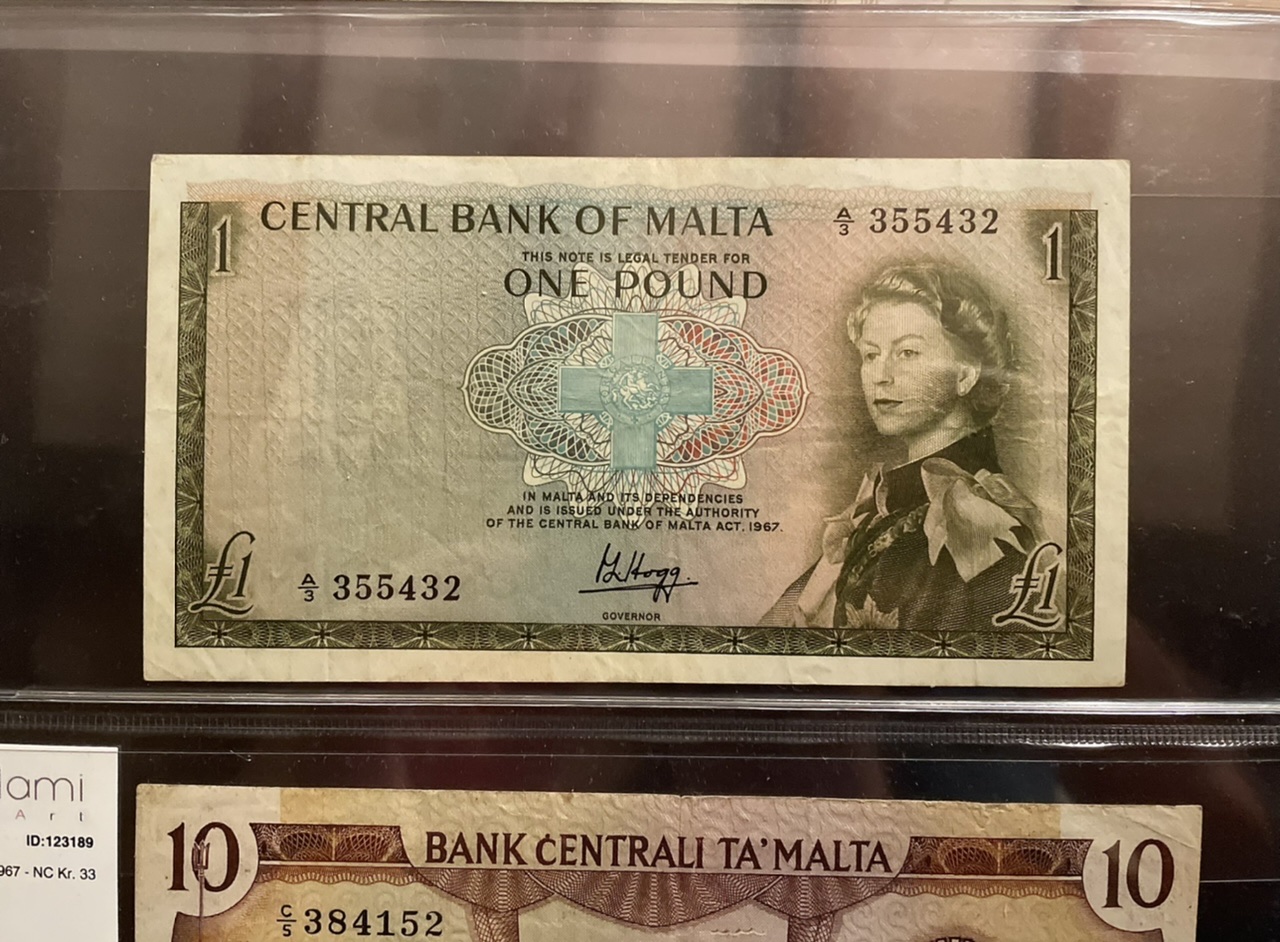 1 CENTRAL BANK OF MALTA A/3 355432 1
THIS NOTE IS LEGAL TENDER FOR
ONE POUND
IN MALTA AND ITS DEPENDENCIES
AND IS ISSUED UNDER THE AUTHORITY
OF THE CENTRAL BANK OF MALTA ACT, 1967.
£1 A/3 355432 £1
GOVERNOR
lami
Art
ID:123189
967 - NC Kr. 33
10 BANK ĊENTRALI TA' MALTA 10
C/5 384152